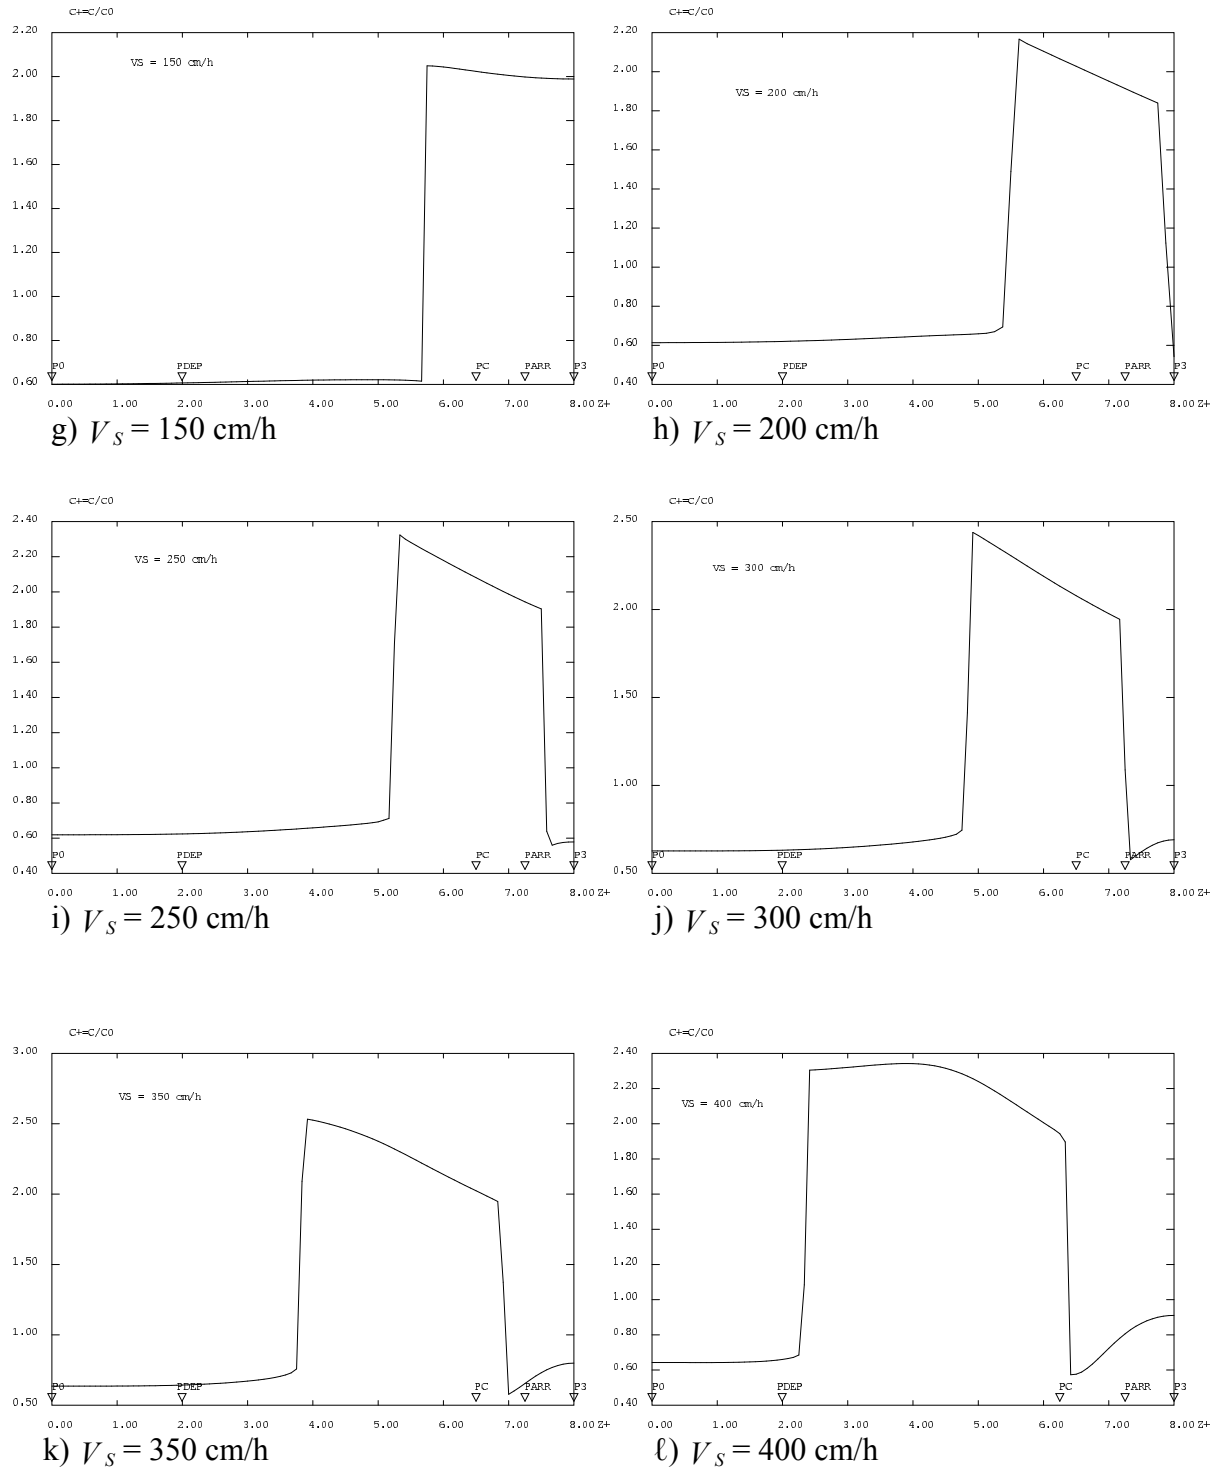 C+=C/C0
2.20
2.00
1.80
1.60
1.40
1.20
1.00
0.80
0.60
VS = 150 cm/h
P0 PDEP PC PARR P3
0.00 1.00 2.00 3.00 4.00 5.00 6.00 7.00 8.00 Z+
g) V_S = 150 cm/h
C+=C/C0
2.20
2.00
1.80
1.60
1.40
1.20
1.00
0.80
0.60
0.40
VS = 200 cm/h
P0 PDEP PC PARR P3
0.00 1.00 2.00 3.00 4.00 5.00 6.00 7.00 8.00 Z+
h) V_S = 200 cm/h
C+=C/C0
2.40
2.20
2.00
1.80
1.60
1.40
1.20
1.00
0.80
0.60
0.40
VS = 250 cm/h
P0 PDEP PC PARR P3
0.00 1.00 2.00 3.00 4.00 5.00 6.00 7.00 8.00 Z+
i) V_S = 250 cm/h
C+=C/C0
2.50
2.00
1.50
1.00
0.50
VS = 300 cm/h
P0 PDEP PC PARR P3
0.00 1.00 2.00 3.00 4.00 5.00 6.00 7.00 8.00 Z+
j) V_S = 300 cm/h
C+=C/C0
3.00
2.50
2.00
1.50
1.00
0.50
VS = 350 cm/h
P0 PDEP PC PARR P3
0.00 1.00 2.00 3.00 4.00 5.00 6.00 7.00 8.00 Z+
k) V_S = 350 cm/h
C+=C/C0
2.40
2.20
2.00
1.80
1.60
1.40
1.20
1.00
0.80
0.60
0.40
VS = 400 cm/h
P0 PDEP PC PARR P3
0.00 1.00 2.00 3.00 4.00 5.00 6.00 7.00 8.00 Z+
ℓ) V_S = 400 cm/h